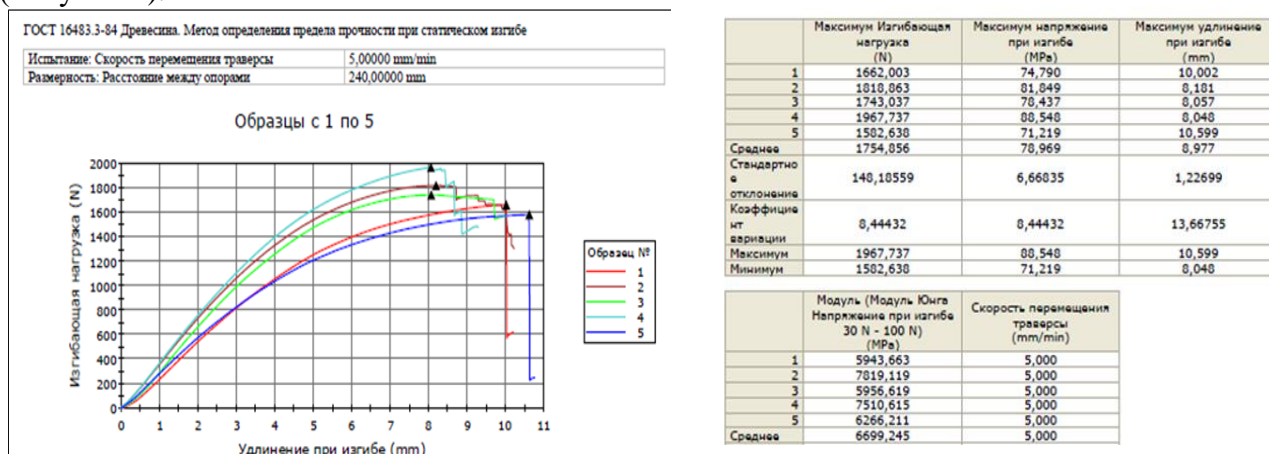 ГОСТ 16483.3-84 Древесина. Метод определения предела прочности при статическом изгибе
Испытание: Скорость перемещения траверсы 5,00000 mm/min
Размерность: Расстояние между опорами 240,00000 mm
Образцы с 1 по 5
Изгибающая нагрузка (N)
2000
1800
1600
1400
1200
1000
800
600
400
200
0
0 1 2 3 4 5 6 7 8 9 10 11
Удлинение при изгибе (mm)
Образец №
1
2
3
4
5
Максимум Изгибающая нагрузка (N) Максимум напряжение при изгибе (MPa) Максимум удлинение при изгибе (mm)
1 1662,003 74,790 10,002
2 1818,863 81,849 8,181
3 1743,037 78,437 8,057
4 1967,737 88,548 8,048
5 1582,638 71,219 10,599
Среднее 1754,856 78,969 8,977
Стандартно
е
отклонение 148,18559 6,66835 1,22699
Коэффицие
нт
вариации 8,44432 8,44432 13,66755
Максимум 1967,737 88,548 10,599
Минимум 1582,638 71,219 8,048
Модуль (Модуль Юнга Напряжение при изгибе 30 N - 100 N) (MPa) Скорость перемещения траверсы (mm/min)
1 5943,663 5,000
2 7819,119 5,000
3 5956,619 5,000
4 7510,615 5,000
5 6266,211 5,000
Среднее 6699,245 5,000